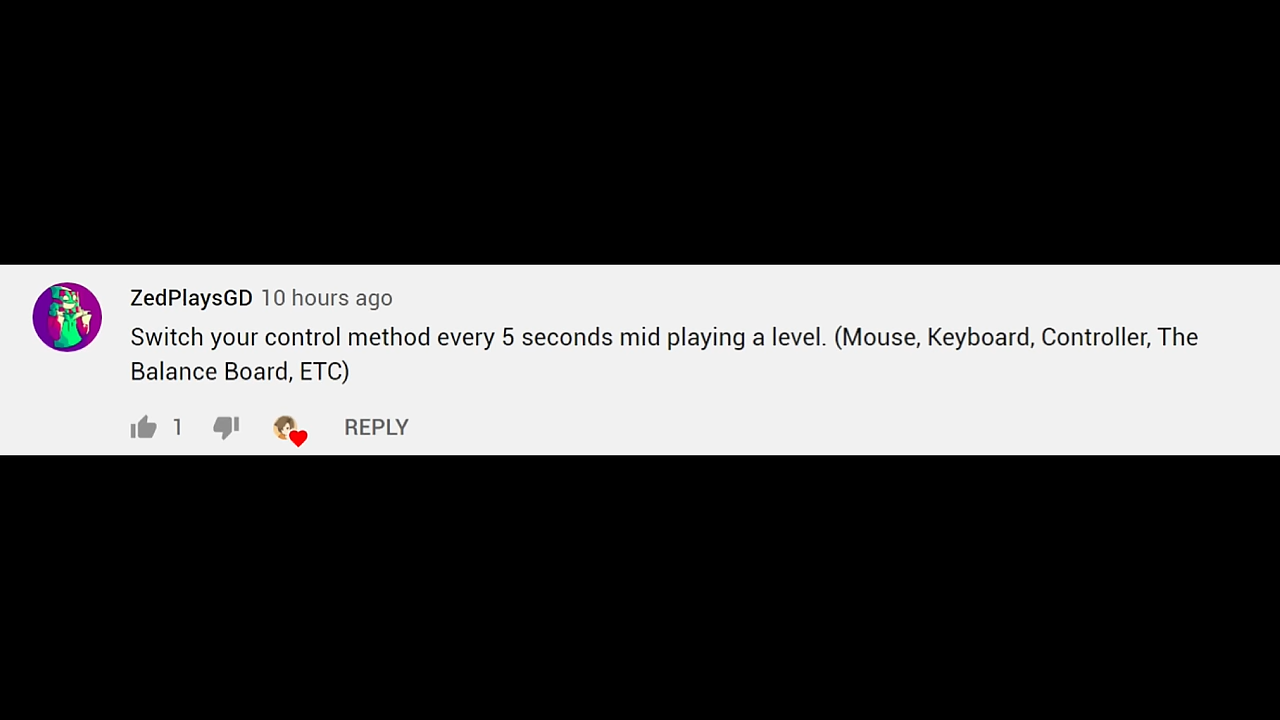 ZedPlaysGD 10 hours ago
Switch your control method every 5 seconds mid playing a level. (Mouse, Keyboard, Controller, The
Balance Board, ETC)
1 REPLY